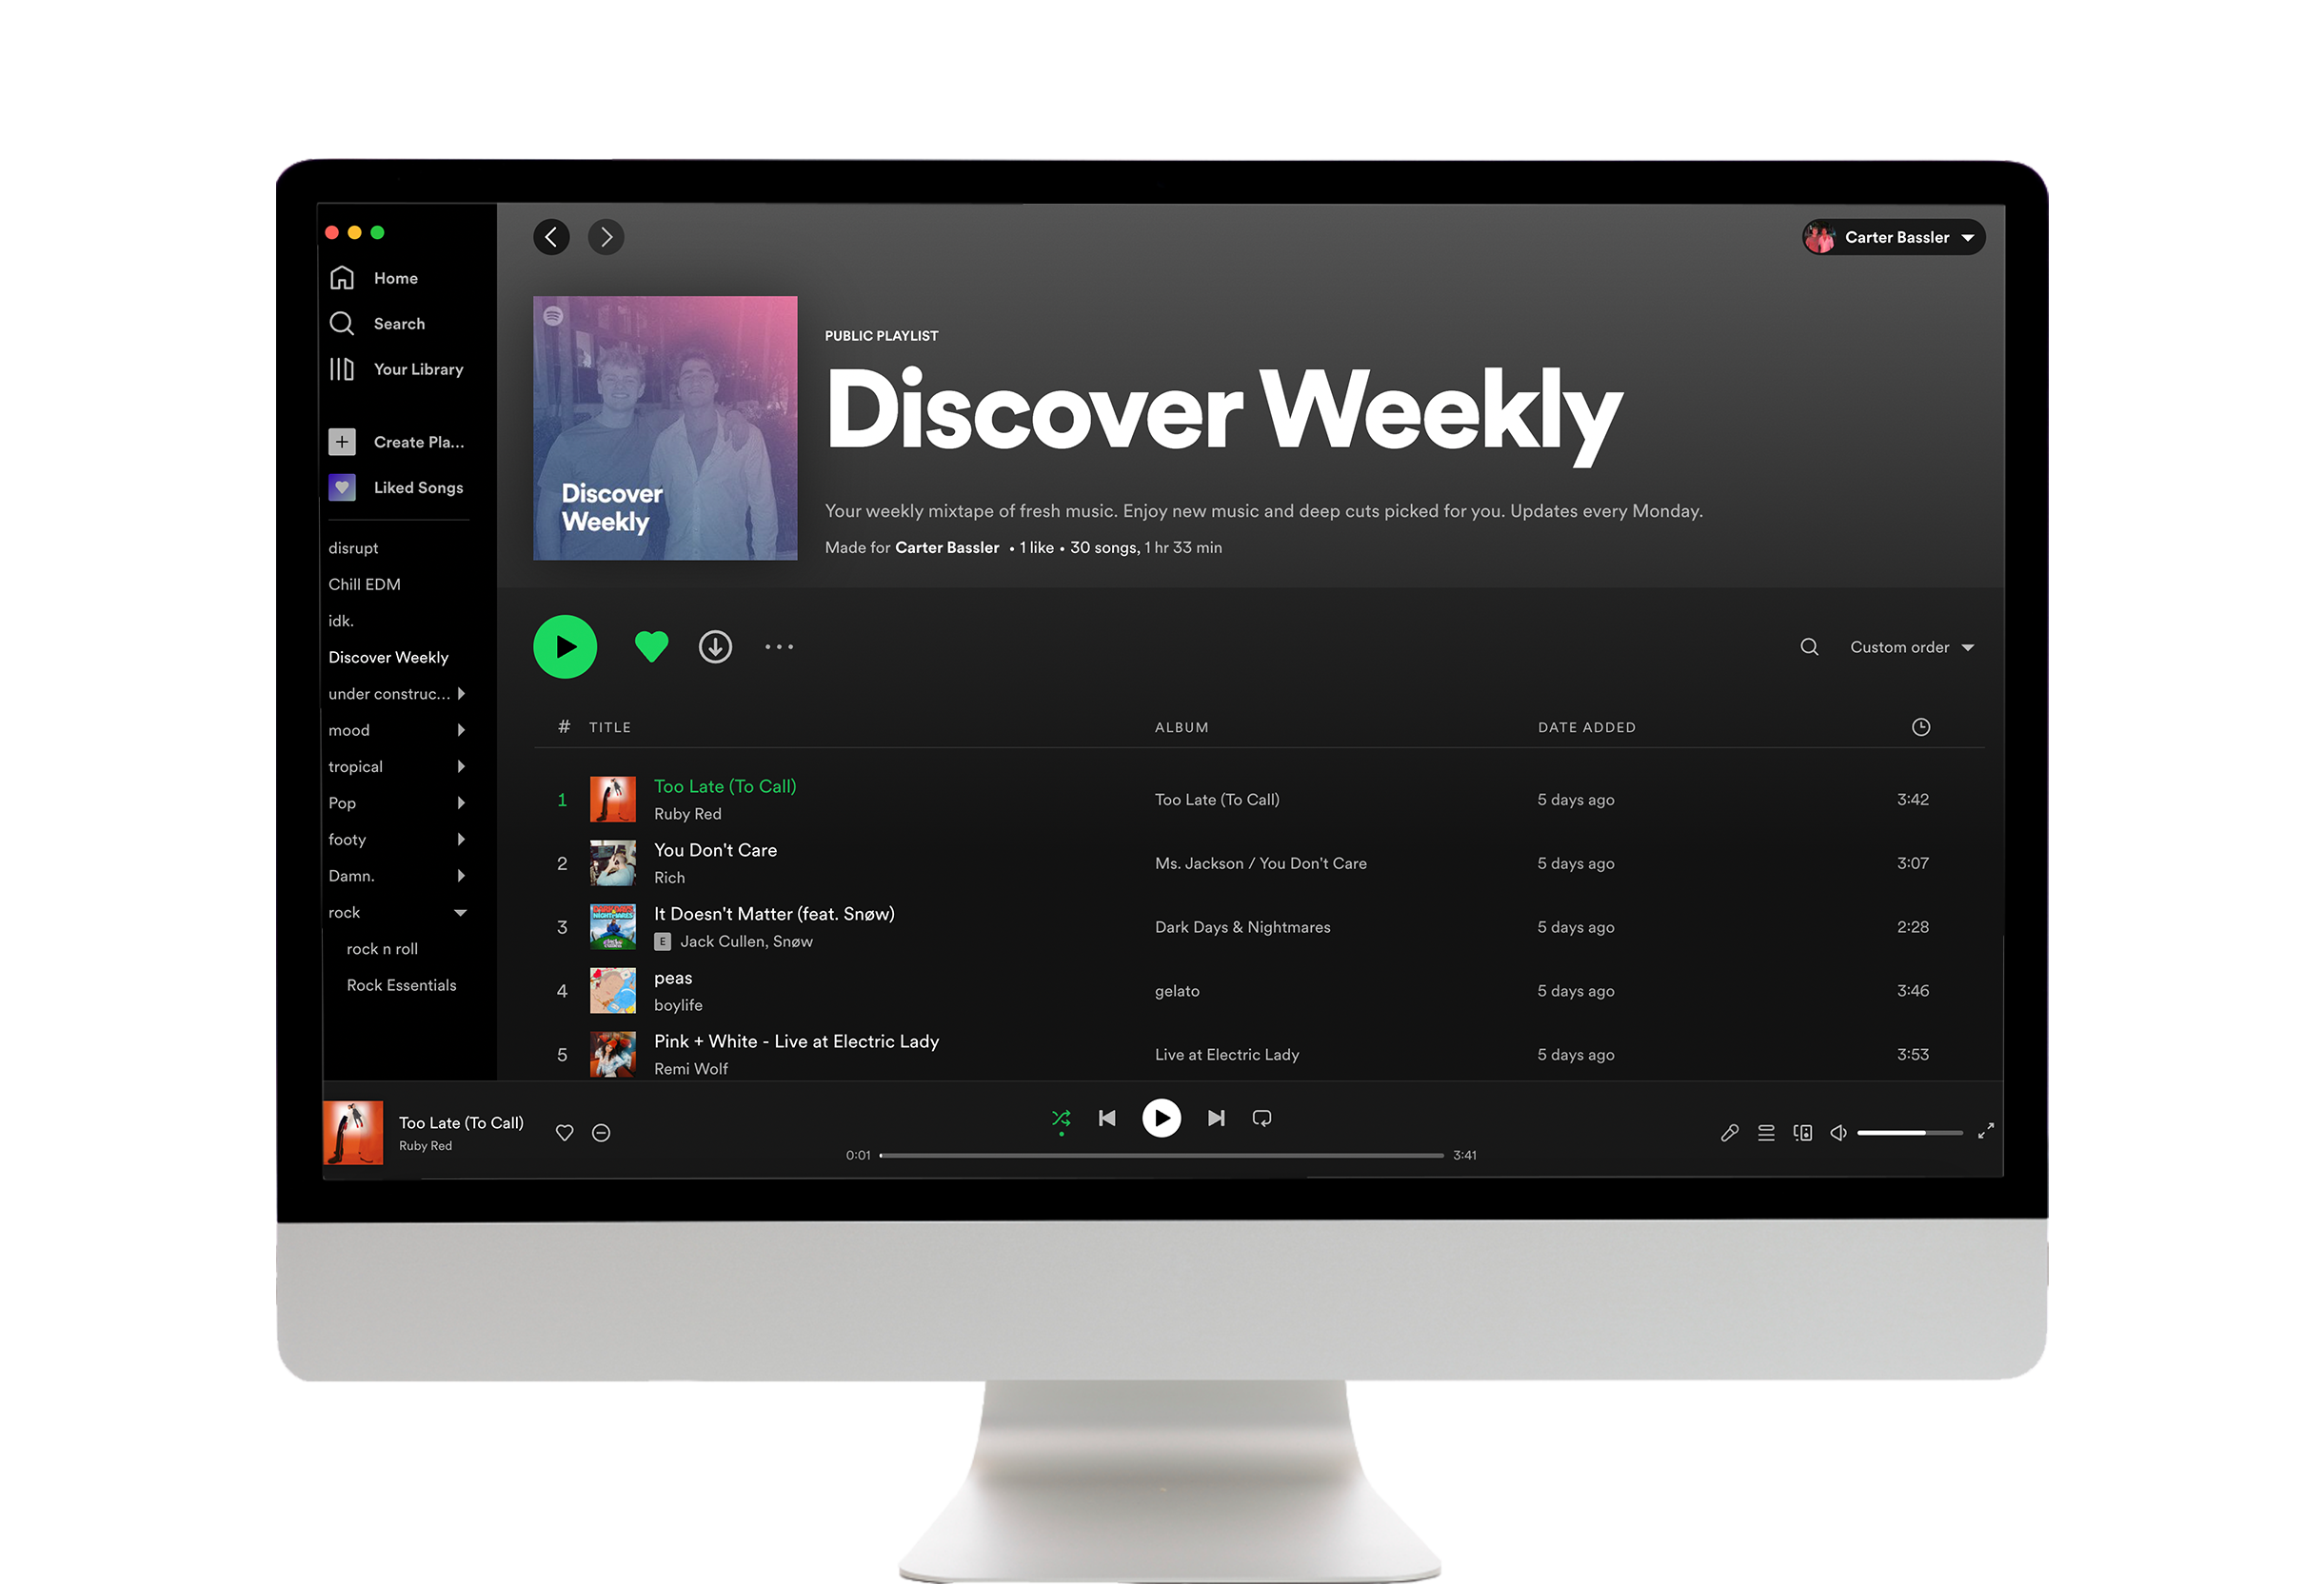 Home
Search
Your Library
Create Pla...
Liked Songs
disrupt
Chill EDM
idk.
Discover Weekly
under construc...
mood
tropical
Pop
footy
Damn.
rock
rock n roll
Rock Essentials
Carter Bassler
Discover
Weekly
PUBLIC PLAYLIST
Discover Weekly
Your weekly mixtape of fresh music. Enjoy new music and deep cuts picked for you. Updates every Monday.
Made for Carter Bassler • 1 like • 30 songs, 1 hr 33 min
Custom order
# TITLE ALBUM DATE ADDED
1 Too Late (To Call) Too Late (To Call) 5 days ago 3:42
Ruby Red
2 You Don't Care Ms. Jackson / You Don't Care 5 days ago 3:07
Rich
3 It Doesn't Matter (feat. Snøw) Dark Days & Nightmares 5 days ago 2:28
E Jack Cullen, Snøw
4 peas gelato 5 days ago 3:46
boylife
5 Pink + White - Live at Electric Lady Live at Electric Lady 5 days ago 3:53
Remi Wolf
Too Late (To Call)
Ruby Red
0:01 3:41